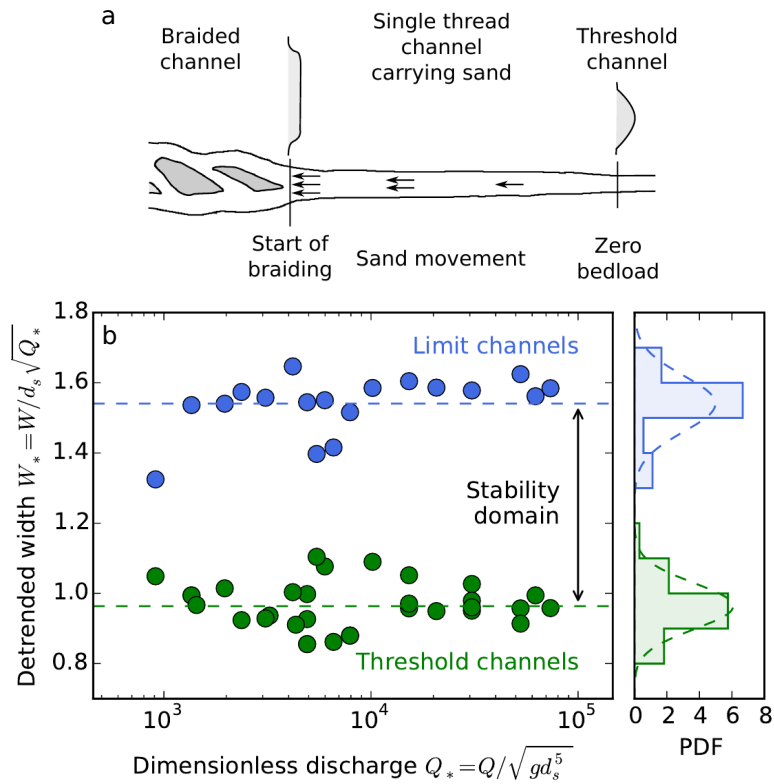 a
Braided
channel
Single thread
channel
carrying sand
Threshold
channel
Start of
braiding
Sand movement
Zero
bedload
b
Limit channels
Stability
domain
Threshold channels
Detrended width W* = W/d_s√Q*
1.8
1.6
1.4
1.2
1.0
0.8
10³ 10⁴ 10⁵
Dimensionless discharge Q* = Q/√gd_s⁵
0 2 4 6 8
PDF